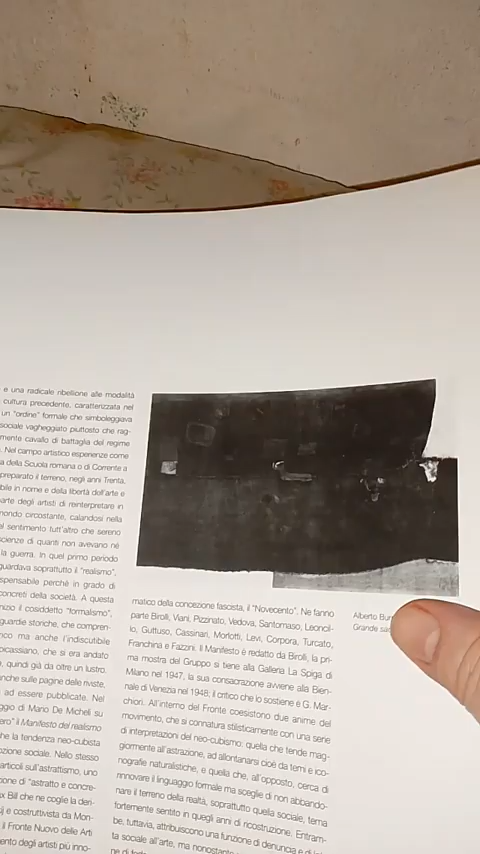 e una radicale ribellione alle modalità
cultura precedente, caratterizzata nel
un "ordine" formale che simboleggiava
sociale vagheggiato piuttosto che rag-
mente cavallo di battaglia del regime
. Nel campo artistico esperienze come
a della Scuola romana o di Corrente a
preparato il terreno, negli anni Trenta,
bile in nome e della libertà dell'arte e
arte degli artisti di reinterpretare in
mondo circostante, calandosi nella
el sentimento tutt'altro che sereno
scienze di quanti non avevano né
la guerra. In quel primo periodo
guardava soprattutto il "realismo",
spensabile perchè in grado di
concreti della società. A questa
nizio il cosiddetto "formalismo",
guardie storiche, che compren-
nco ma anche l'indiscutibile
picassiano, che si era andato
, quindi già da oltre un lustro.
anche sulle pagine delle riviste,
ad essere pubblicate. Nel
ggio di Mario De Micheli su
ero" il Manifesto del realismo
he la tendenza neo-cubista
zione sociale. Nello stesso
articoli sull'astrattismo, uno
one di "astratto e concre-
x Bill che ne coglie la deri-
sij e costruttivista da Mon-
il Fronte Nuovo delle Arti
ento degli artisti più inno-
matico della concezione fascista, il "Novecento". Ne fanno
parte Birolli, Viani, Pizzinato, Vedova, Santomaso, Leoncil-
lo, Guttuso, Cassinari, Morlotti, Levi, Corpora, Turcato,
Franchina e Fazzini. Il Manifesto è redatto da Birolli, la pri-
ma mostra del Gruppo si tiene alla Galleria La Spiga di
Milano nel 1947, la sua consacrazione avviene alla Bien-
nale di Venezia nel 1948; il critico che lo sostiene è G. Mar-
chiori. All'interno del Fronte coesistono due anime del
movimento, che si connatura stilisticamente con una serie
di interpretazioni del neo-cubismo: quella che tende mag-
giormente all'astrazione, ad allontanarsi cioè da temi e ico-
nografie naturalistiche, e quella che, all'opposto, cerca di
rinnovare il linguaggio formale ma sceglie di non abbando-
nare il terreno della realtà, soprattutto quella sociale, tema
fortemente sentito in quegli anni di ricostruzione. Entram-
be, tuttavia, attribuiscono una funzione di denuncia e di
ta sociale all'arte, ma nonostante
Alberto
Grande